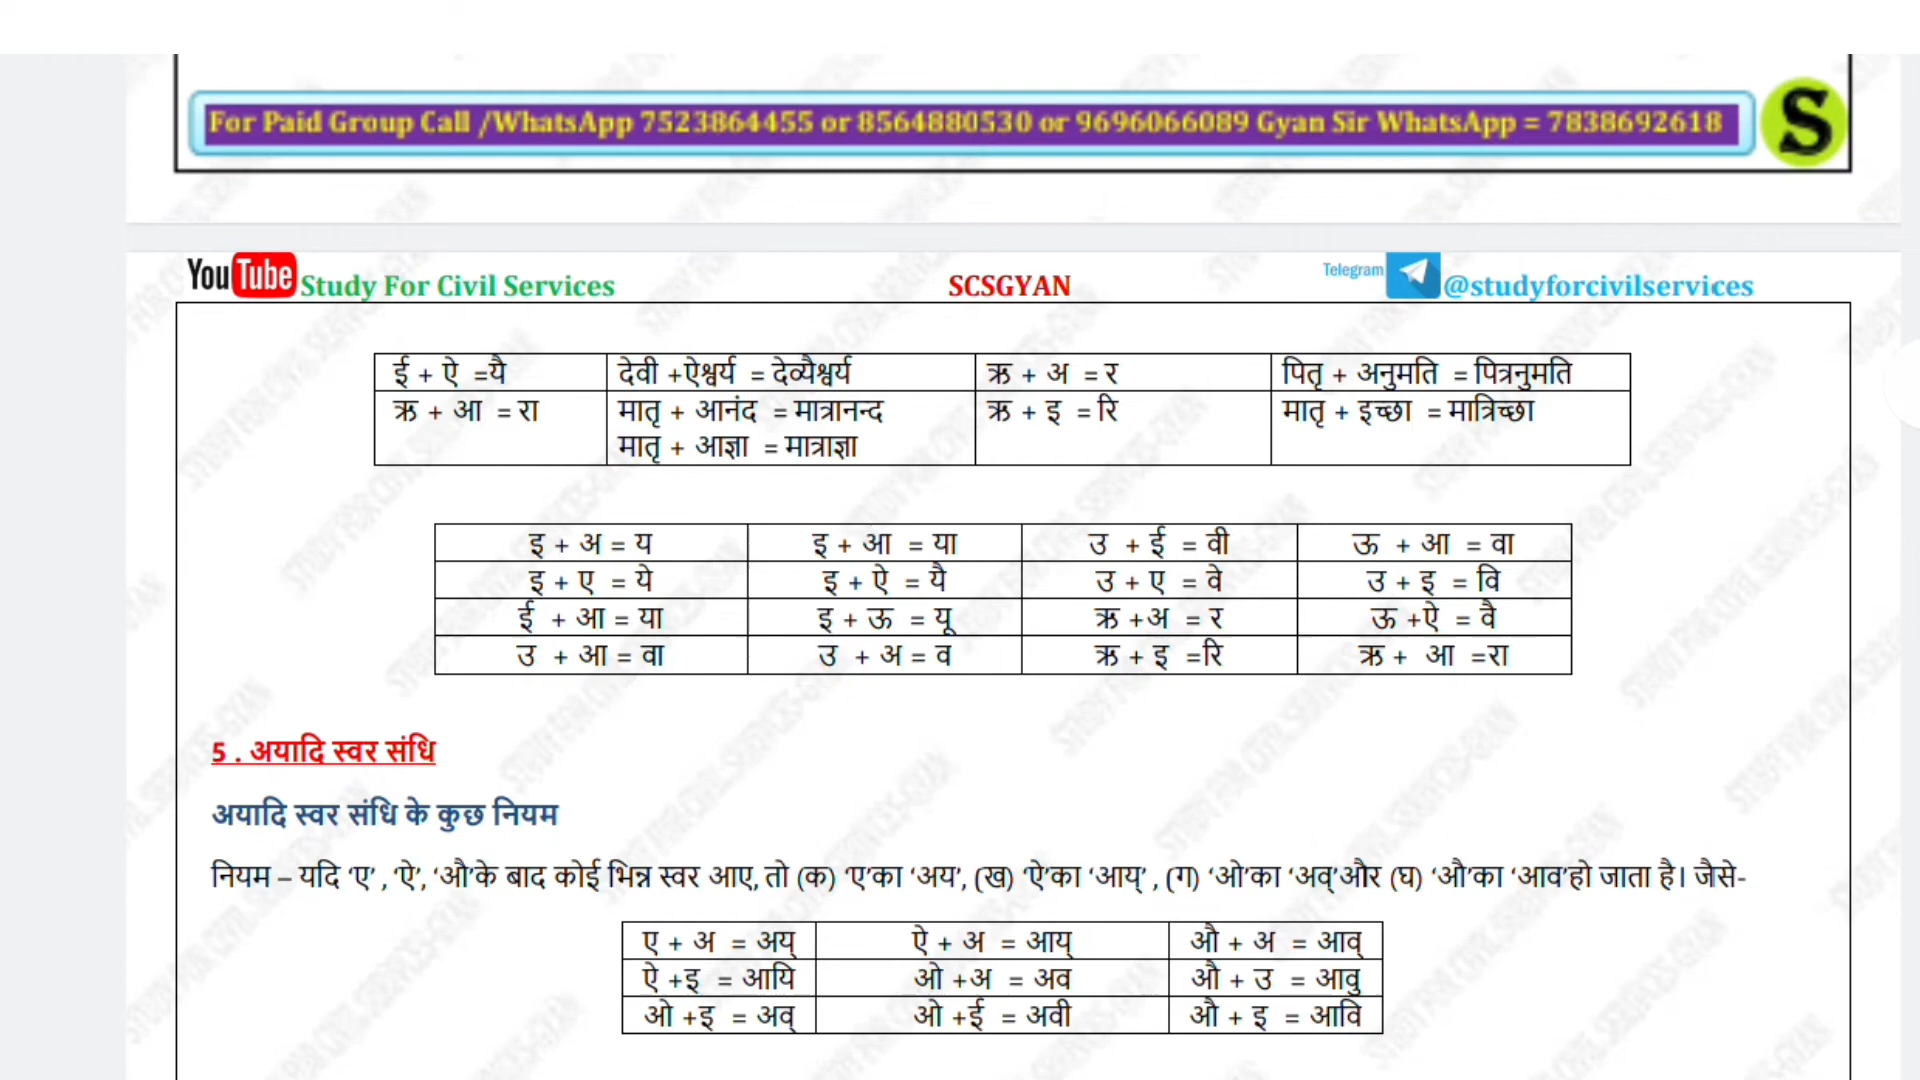 For Paid Group Call /WhatsApp 7523864455 or 8564880530 or 9696066089 Gyan Sir WhatsApp = 7838692618 S
YouTube Study For Civil Services SCSGYAN Telegram @studyforcivilservices
ई + ऐ =यै देवी +ऐश्वर्य = देव्यैश्वर्य ऋ + अ = र पितृ + अनुमति = पित्रनुमति
ऋ + आ = रा मातृ + आनंद = मात्रानन्द ऋ + इ = रि मातृ + इच्छा = मात्रिच्छा
मातृ + आज्ञा = मात्राज्ञा
इ + अ = य इ + आ = या उ + ई = वी ऊ + आ = वा
इ + ए = ये इ + ऐ = यै उ + ए = वे उ + इ = वि
ई + आ = या इ + ऊ = यू ऋ +अ = र ऊ +ऐ = वै
उ + आ = वा उ + अ = व ऋ + इ =रि ऋ + आ =रा
5 . अयादि स्वर संधि
अयादि स्वर संधि के कुछ नियम
नियम – यदि ‘ए’ , ‘ऐ’, ‘औ’के बाद कोई भिन्न स्वर आए, तो (क) ‘ए’का ‘अय’, (ख) ‘ऐ’का ‘आय्’ , (ग) ‘ओ’का ‘अव्’और (घ) ‘औ’का ‘आव’हो जाता है। जैसे-
ए + अ = अय् ऐ + अ = आय् औ + अ = आव्
ऐ +इ = आयि ओ +अ = अव औ + उ = आवु
ओ +इ = अव् ओ +ई = अवी औ + इ = आवि